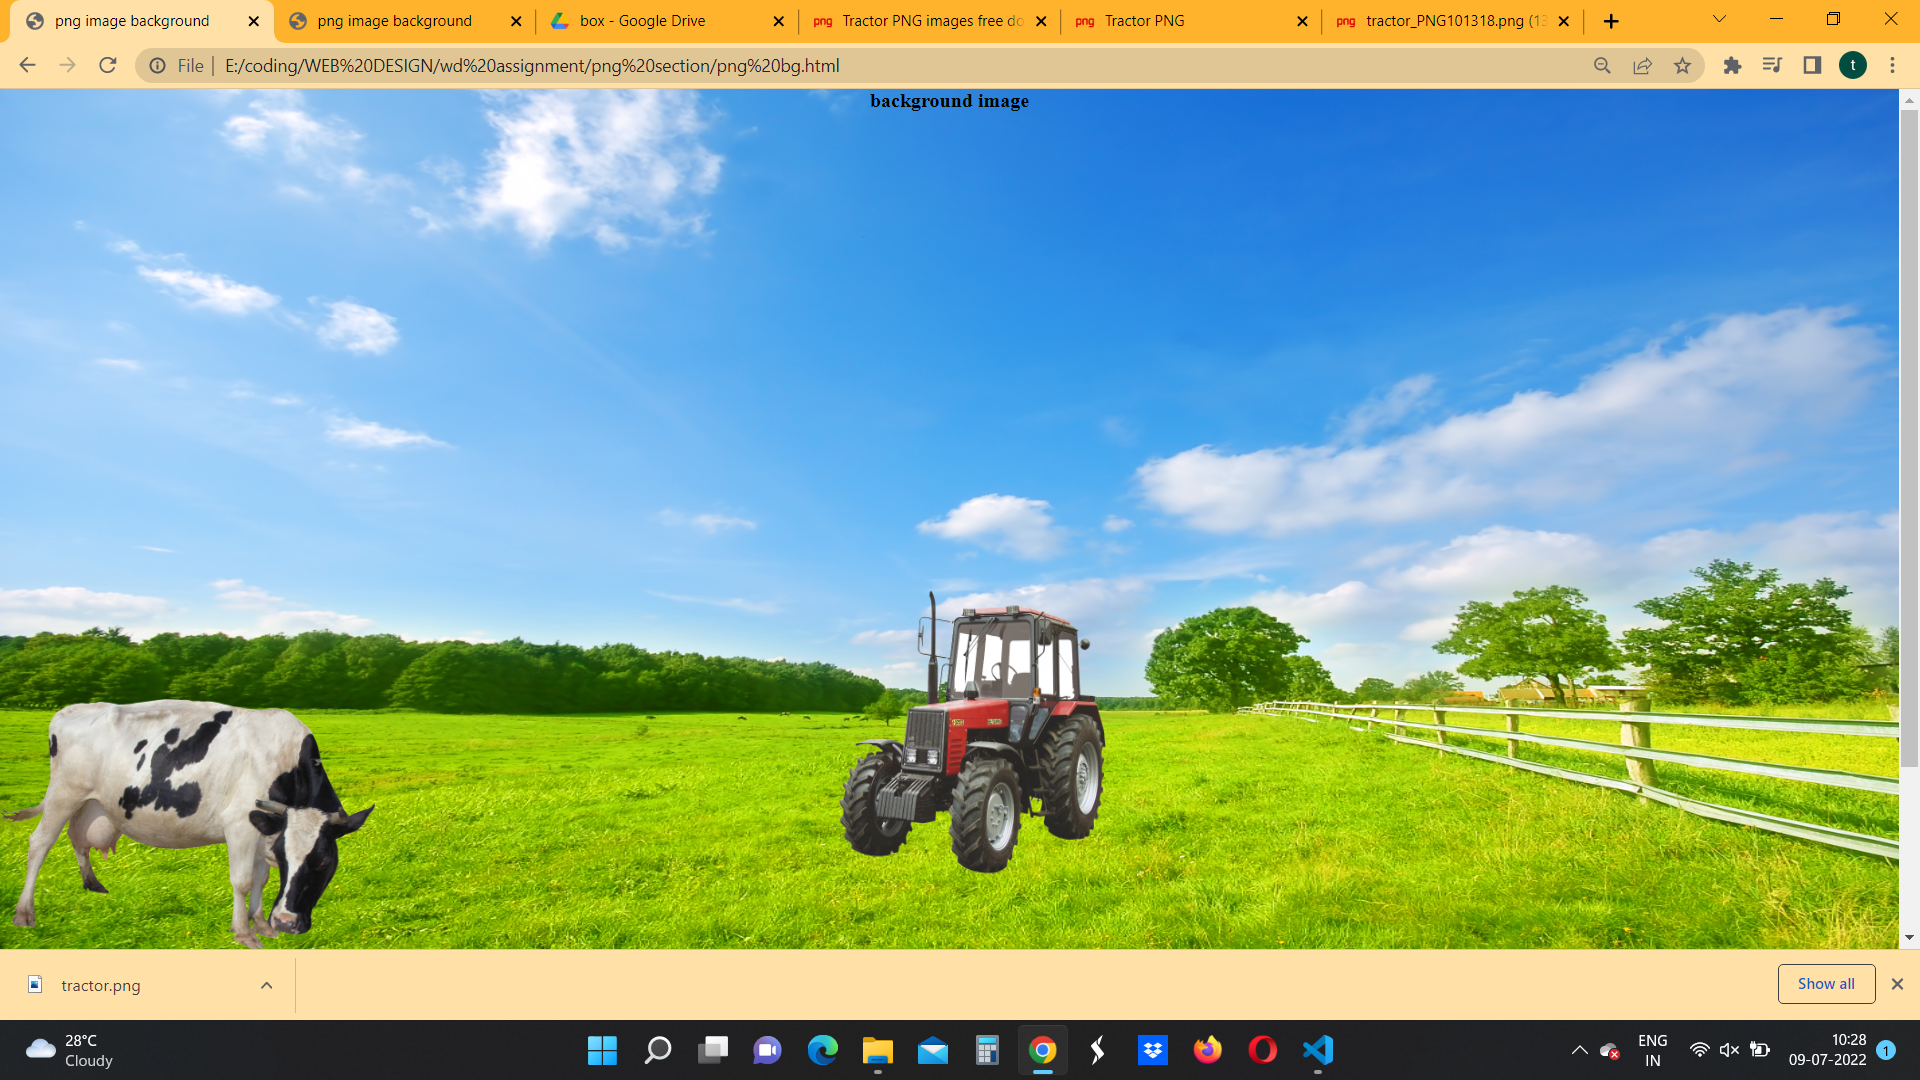 png image background
png image background
box - Google Drive
png Tractor PNG images free do
png Tractor PNG
png tractor_PNG101318.png (13
File | E:/coding/WEB%20DESIGN/wd%20assignment/png%20section/png%20bg.html
t
background image
tractor.png
Show all
28°C
Cloudy
ENG
IN
10:28
09-07-2022
1